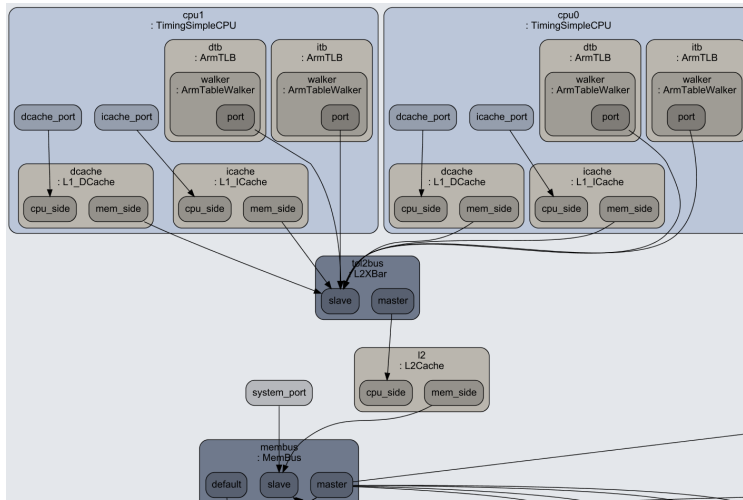 cpu1
: TimingSimpleCPU
dtb
: ArmTLB
itb
: ArmTLB
walker
: ArmTableWalker
walker
: ArmTableWalker
dcache_port
icache_port
port
port
dcache
: L1_DCache
icache
: L1_ICache
cpu_side
mem_side
cpu_side
mem_side
cpu0
: TimingSimpleCPU
dtb
: ArmTLB
itb
: ArmTLB
walker
: ArmTableWalker
walker
: ArmTableWalker
dcache_port
icache_port
port
port
dcache
: L1_DCache
icache
: L1_ICache
cpu_side
mem_side
cpu_side
mem_side
tol2bus
: L2XBar
slave
master
l2
: L2Cache
cpu_side
mem_side
system_port
membus
: MemBus
default
slave
master